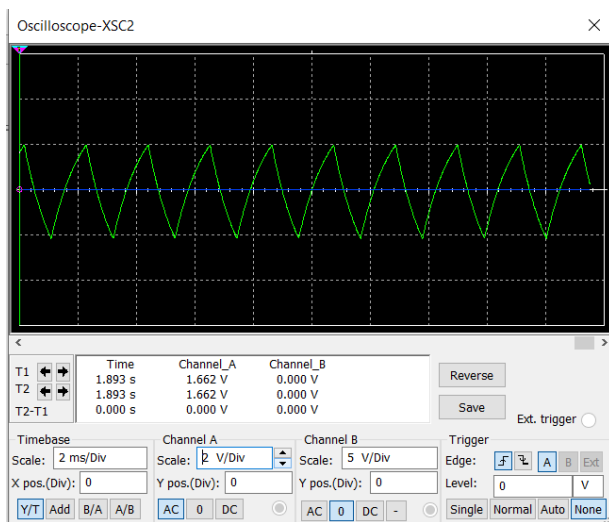 Oscilloscope-XSC2
Time Channel_A Channel_B
T1 1.893 s 1.662 V 0.000 V
T2 1.893 s 1.662 V 0.000 V
T2-T1 0.000 s 0.000 V 0.000 V
Reverse
Save
Ext. trigger
Timebase Channel A Channel B Trigger
Scale: 2 ms/Div Scale: 2 V/Div Scale: 5 V/Div Edge: A B Ext
X pos.(Div): 0 Y pos.(Div): 0 Y pos.(Div): 0 Level: 0 V
Y/T Add B/A A/B AC 0 DC AC 0 DC - Single Normal Auto None